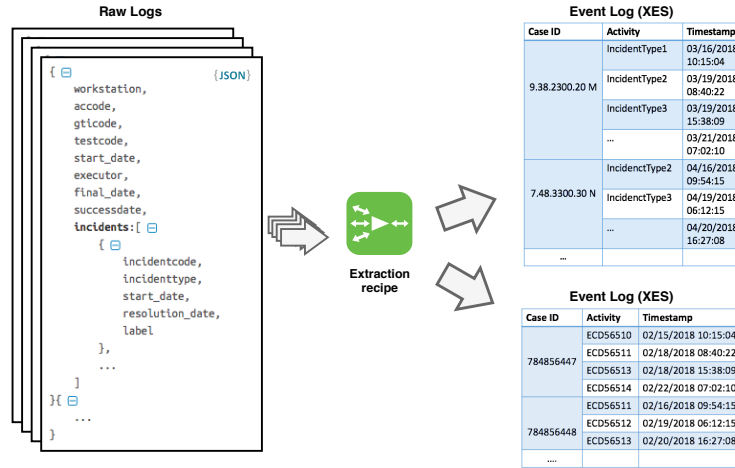 Raw Logs
{
{JSON}
workstation,
accode,
gticode,
testcode,
start_date,
executor,
final_date,
successdate,
incidents:[
{
incidentcode,
incidenttype,
start_date,
resolution_date,
label
},
...
]
}{
...
}
Extraction
recipe
Event Log (XES)
Case ID Activity Timestamp
9.38.2300.20 M
IncidentType1 03/16/2018
10:15:04
IncidentType2 03/19/2018
08:40:22
IncidentType3 03/19/2018
15:38:09
... 03/21/2018
07:02:10
7.48.3300.30 N
IncidenctType2 04/16/2018
09:54:15
IncidenctType3 04/19/2018
06:12:15
... 04/20/2018
16:27:08
...
Event Log (XES)
Case ID Activity Timestamp
784856447
ECD56510 02/15/2018 10:15:04
ECD56511 02/18/2018 08:40:22
ECD56513 02/18/2018 15:38:09
ECD56514 02/22/2018 07:02:10
784856448
ECD56511 02/16/2018 09:54:15
ECD56512 02/19/2018 06:12:15
ECD56513 02/20/2018 16:27:08
....